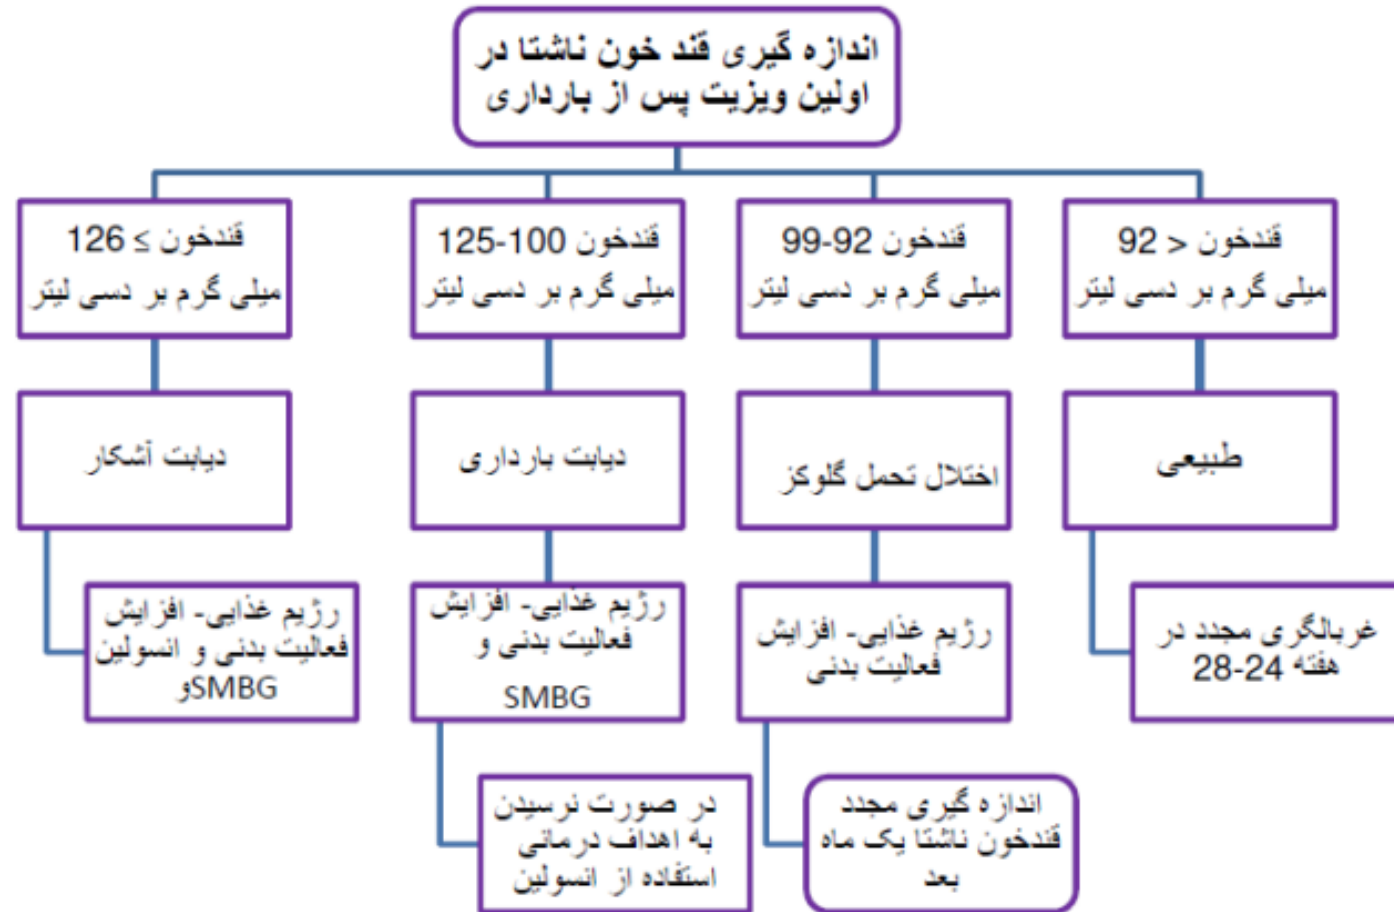 اندازه گیری قند خون ناشتا در
اولین ویزیت پس از بارداری
قندخون < 92
میلی گرم بر دسی لیتر
قندخون 92-99
میلی گرم بر دسی لیتر
قندخون 100-125
میلی گرم بر دسی لیتر
قندخون ≥ 126
میلی گرم بر دسی لیتر
طبیعی
اختلال تحمل گلوکز
دیابت بارداری
دیابت آشکار
غربالگری مجدد در
هفته 24-28
رژیم غذایی- افزایش
فعالیت بدنی
رژیم غذایی- افزایش
فعالیت بدنی و
SMBG
رژیم غذایی- افزایش
فعالیت بدنی و انسولین
وSMBG
اندازه گیری مجدد
قندخون ناشتا یک ماه
بعد
در صورت نرسیدن
به اهداف درمانی
استفاده از انسولین